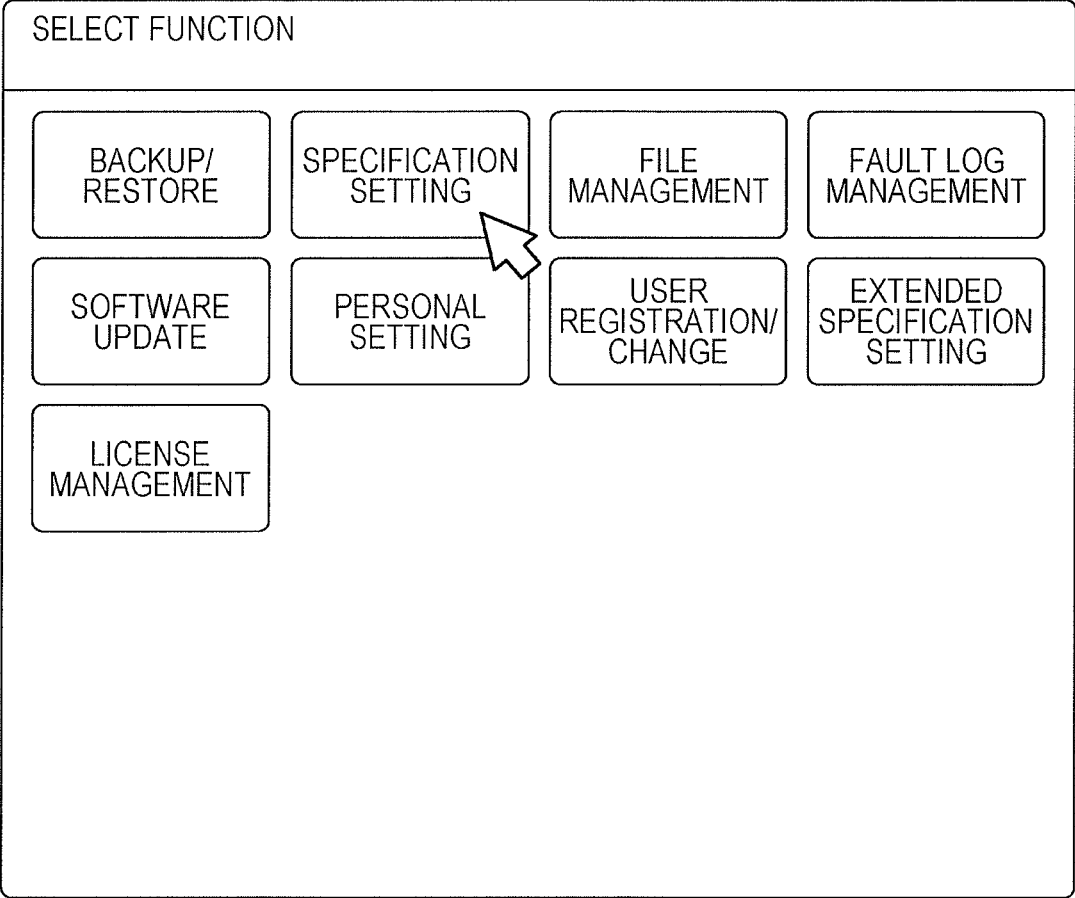 SELECT FUNCTION
BACKUP/
RESTORE
SPECIFICATION
SETTING
FILE
MANAGEMENT
FAULT LOG
MANAGEMENT
SOFTWARE
UPDATE
PERSONAL
SETTING
USER
REGISTRATION/
CHANGE
EXTENDED
SPECIFICATION
SETTING
LICENSE
MANAGEMENT